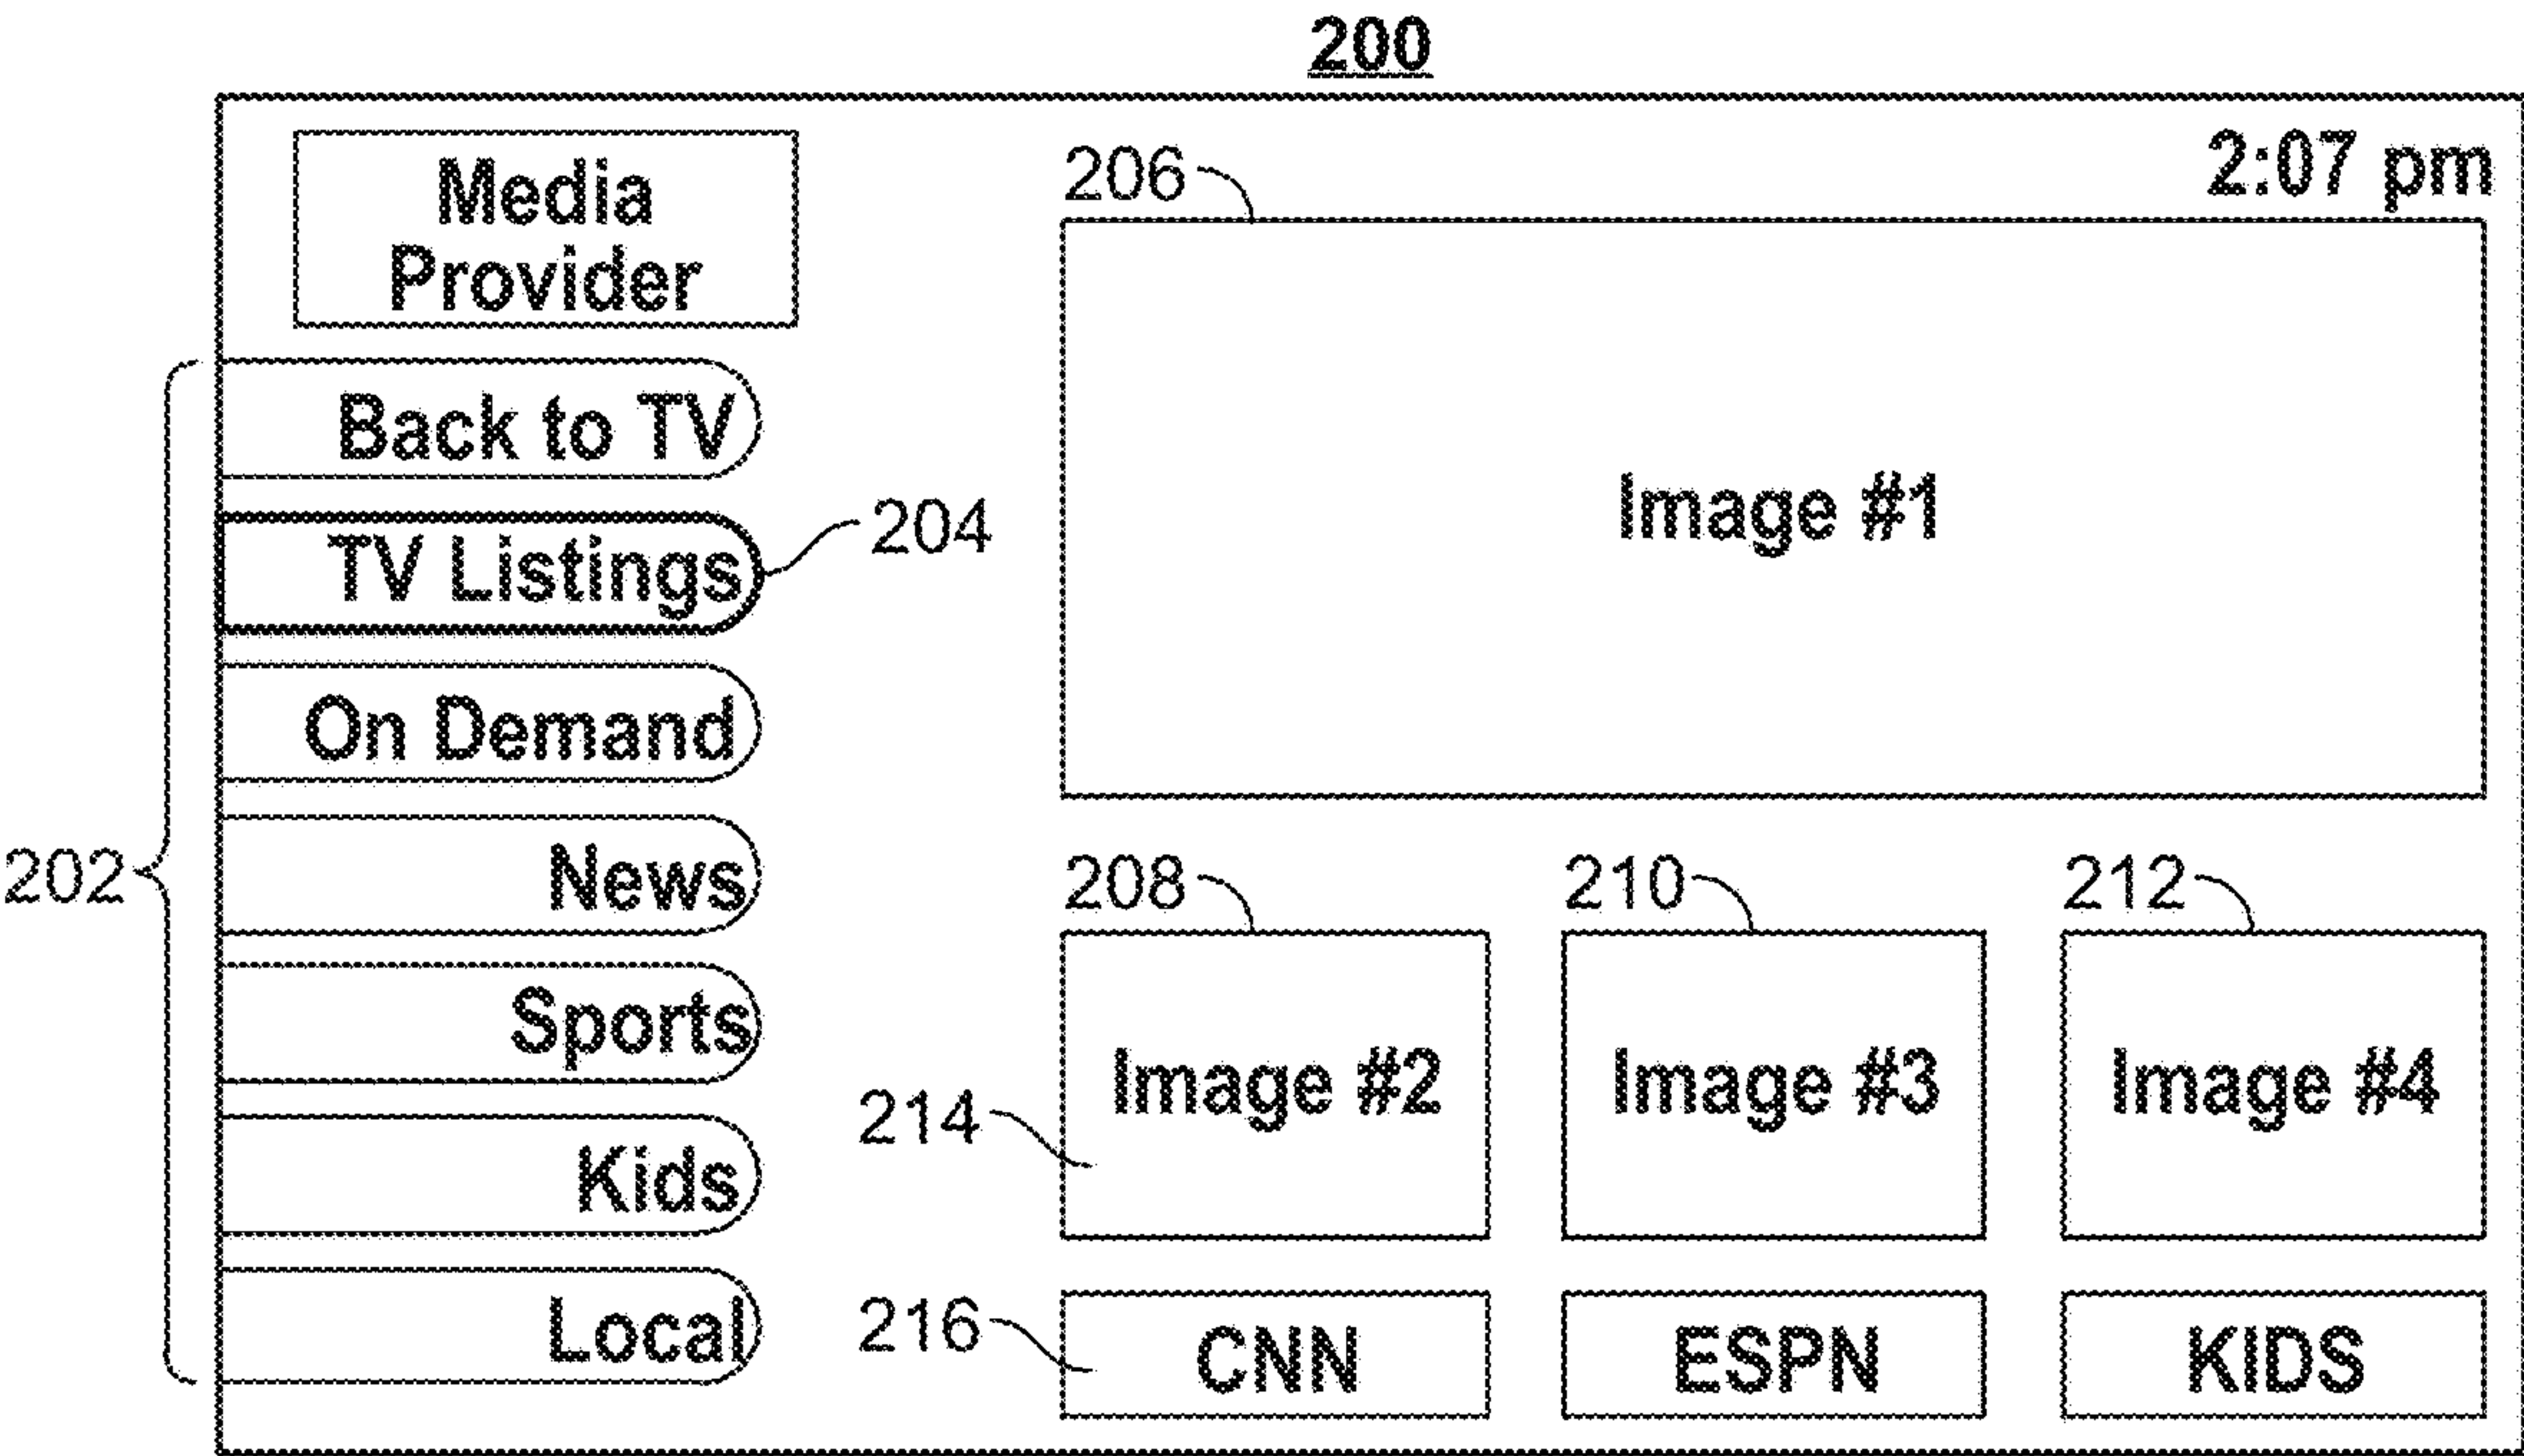 200
2:07 pm
Media
Provider
206
Image #1
Back to TV
TV Listings
204
On Demand
News
202
Sports
Kids
Local
208
210
212
Image #2
Image #3
Image #4
214
216
CNN
ESPN
KIDS